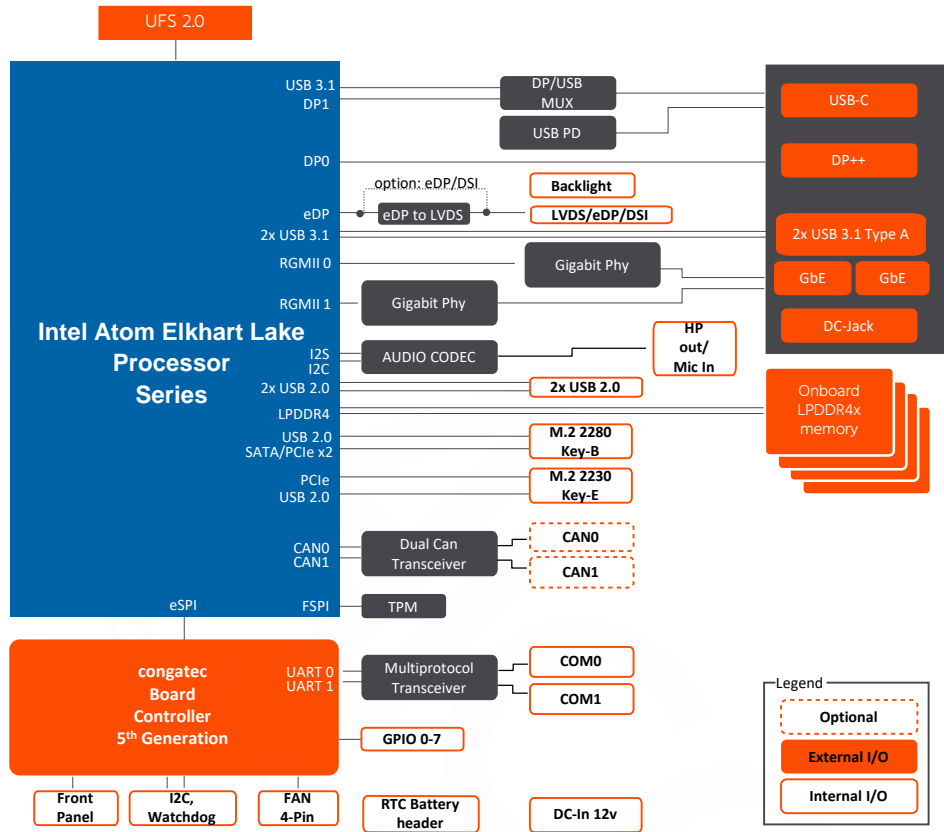 UFS 2.0
USB 3.1
DP1
DP/USB
MUX
USB PD
USB-C
DP0
DP++
option: eDP/DSI
Backlight
eDP
eDP to LVDS
LVDS/eDP/DSI
2x USB 3.1
2x USB 3.1 Type A
RGMII 0
Gigabit Phy
GbE
GbE
RGMII 1
Gigabit Phy
DC-Jack
Intel Atom Elkhart Lake
Processor
Series
I2S
I2C
AUDIO CODEC
HP
out/
Mic In
2x USB 2.0
2x USB 2.0
LPDDR4
Onboard
LPDDR4x
memory
USB 2.0
SATA/PCIe x2
M.2 2280
Key-B
PCIe
USB 2.0
M.2 2230
Key-E
CAN0
CAN1
Dual Can
Transceiver
CAN0
CAN1
eSPI
FSPI
TPM
congatec
Board
Controller
5th Generation
UART 0
UART 1
Multiprotocol
Transceiver
COM0
COM1
GPIO 0-7
Front
Panel
I2C,
Watchdog
FAN
4-Pin
RTC Battery
header
DC-In 12v
Legend
Optional
External I/O
Internal I/O